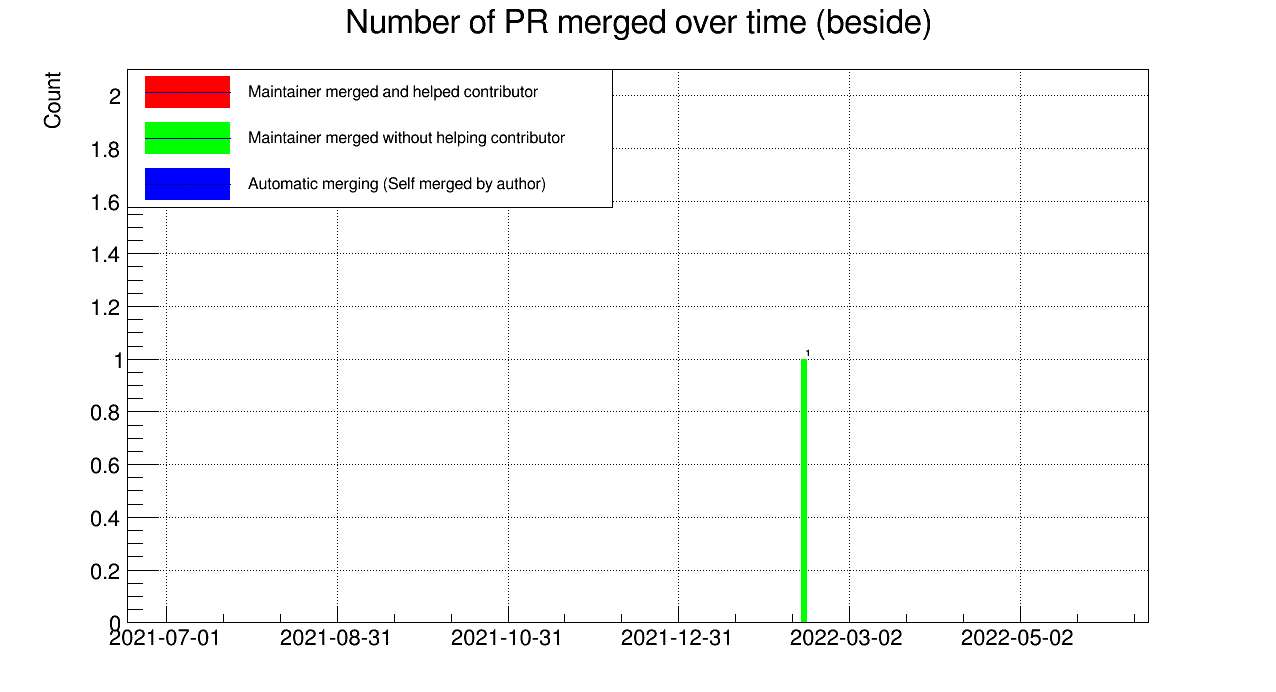 Number of PR merged over time (beside)
Count
Maintainer merged and helped contributor
Maintainer merged without helping contributor
Automatic merging (Self merged by author)
2
1.8
1.6
1.4
1.2
1
0.8
0.6
0.4
0.2
0
1
2021-07-01 2021-08-31 2021-10-31 2021-12-31 2022-03-02 2022-05-02